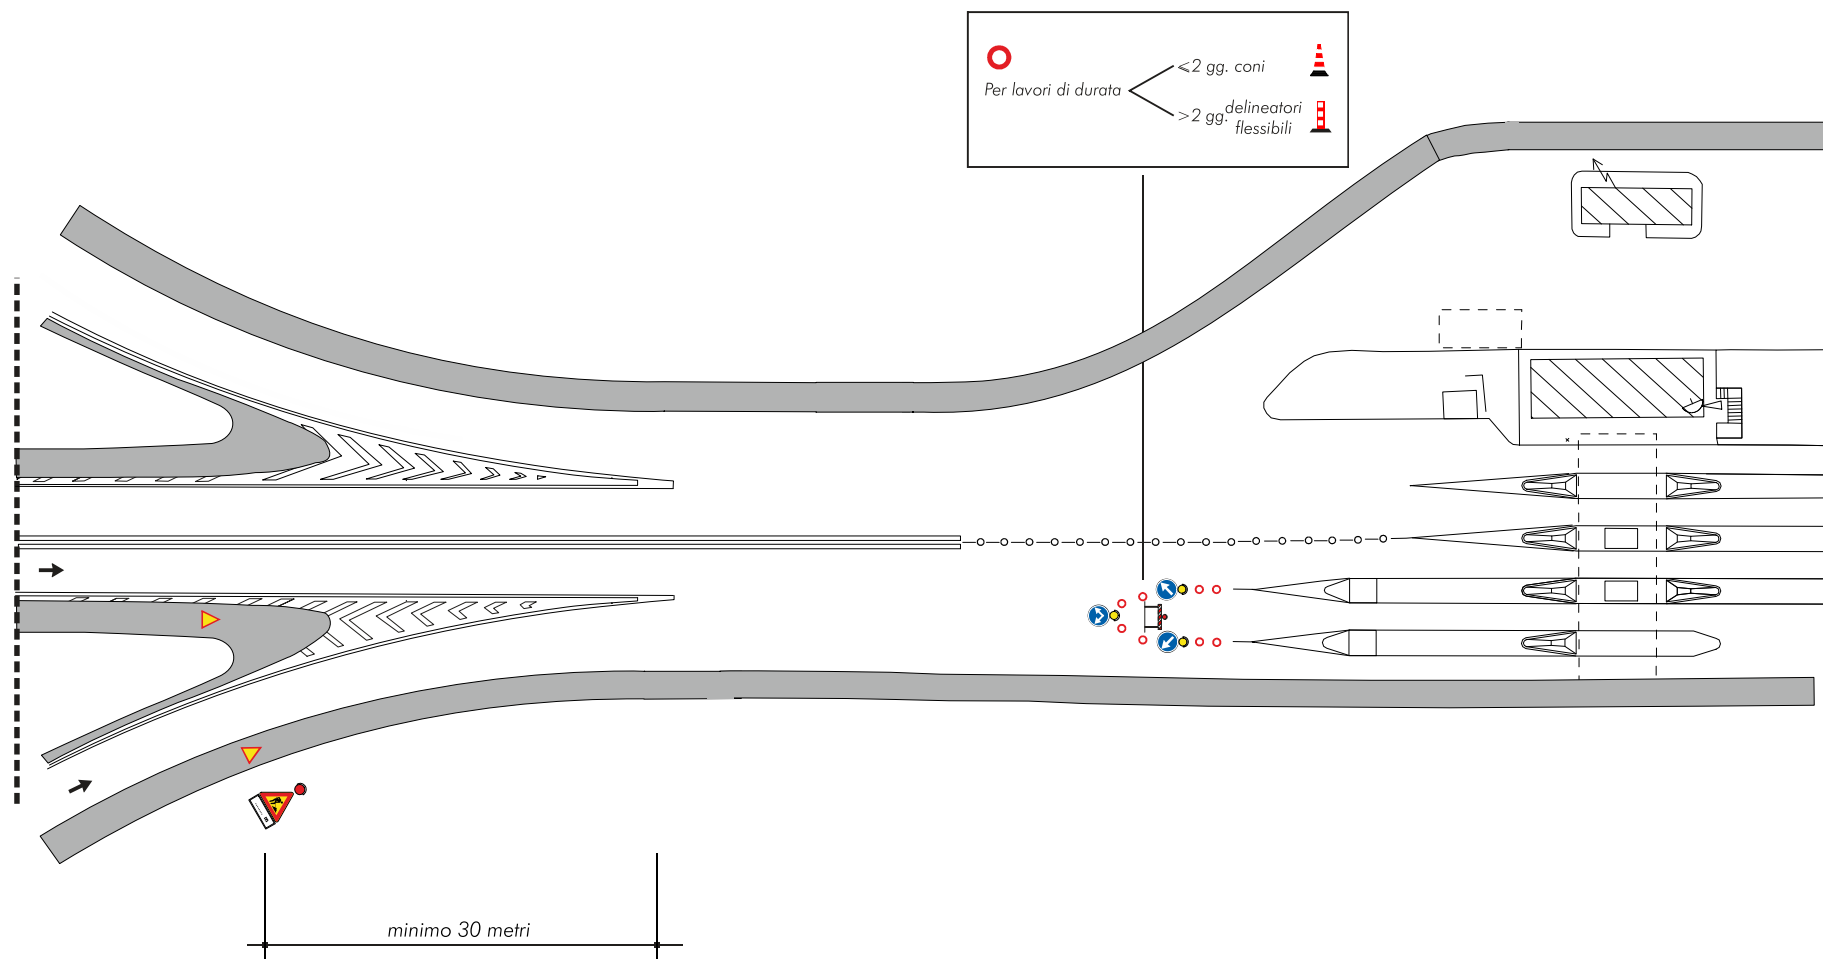 ⩽2 gg. coni
Per lavori di durata
>2 gg. delineatori
flessibili
minimo 30 metri